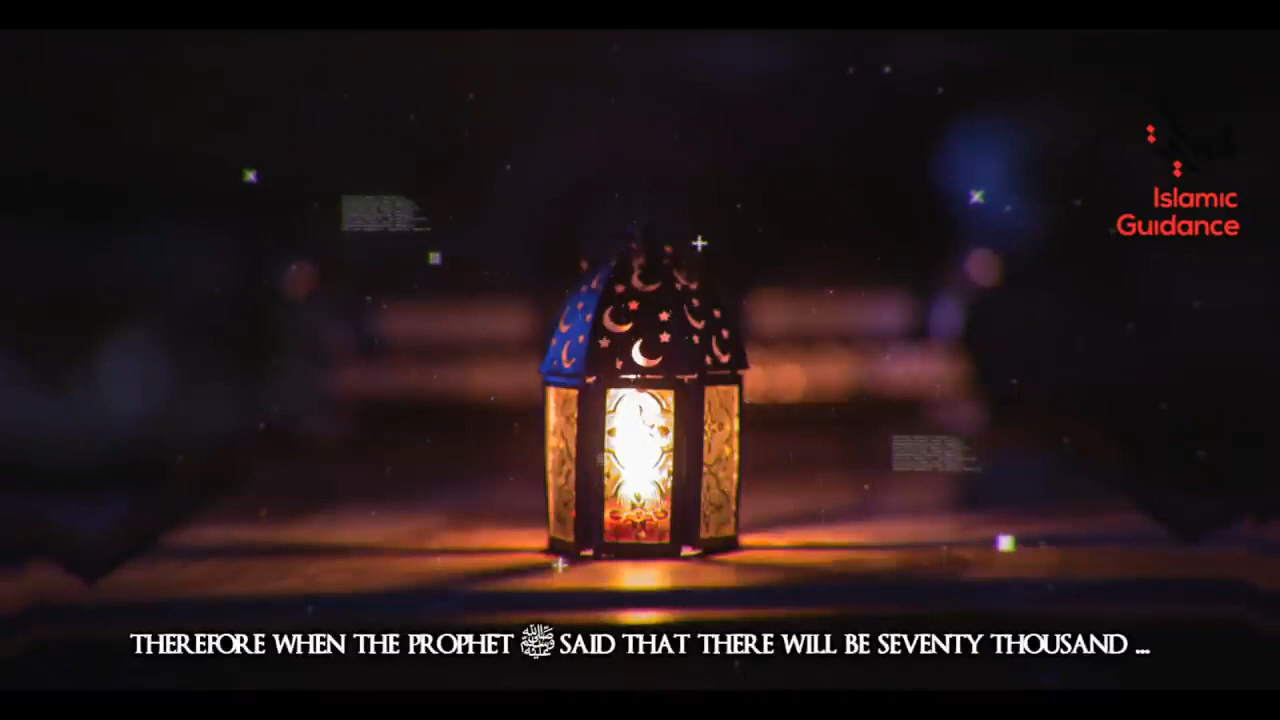 Islamic
Guidance
THEREFORE WHEN THE PROPHET ﷺ SAID THAT THERE WILL BE SEVENTY THOUSAND ...